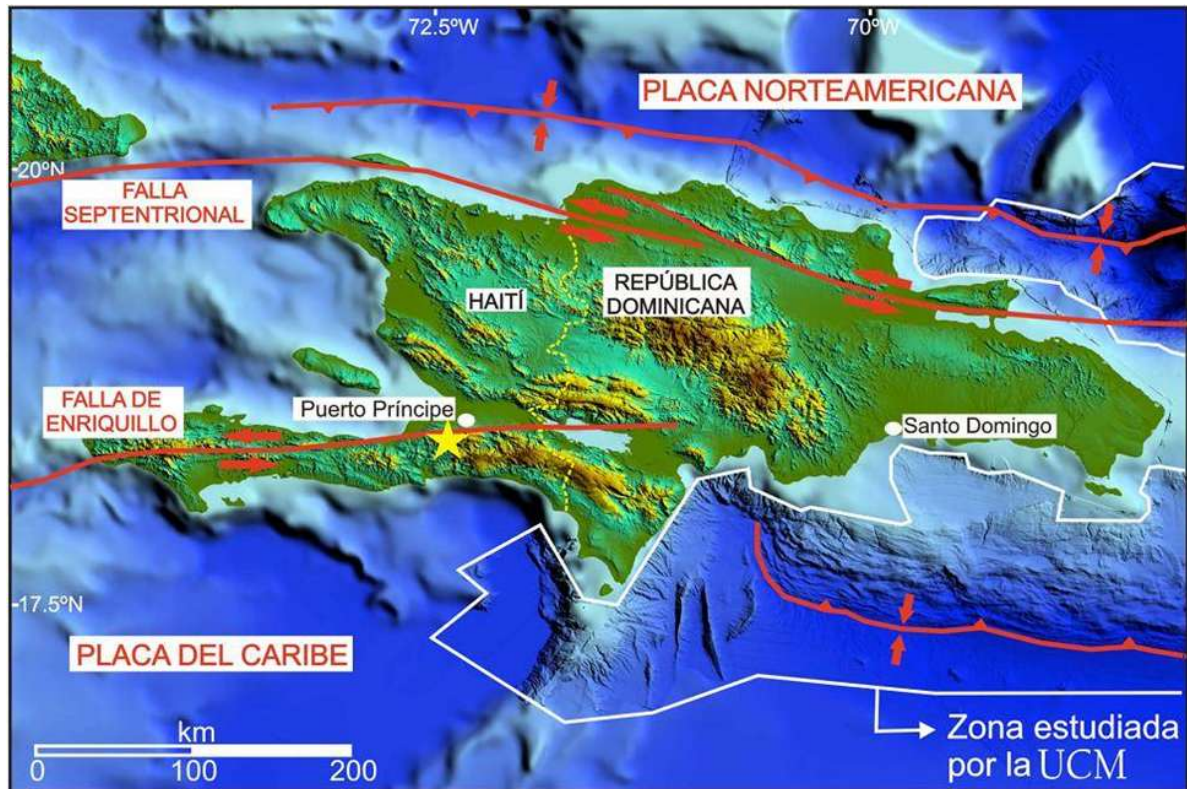 72.5ºW
70ºW
PLACA NORTEAMERICANA
20ºN
FALLA
SEPTENTRIONAL
HAITÍ
REPÚBLICA
DOMINICANA
FALLA DE
ENRIQUILLO
Puerto Príncipe
Santo Domingo
17.5ºN
PLACA DEL CARIBE
km
0 100 200
Zona estudiada
por la UCM